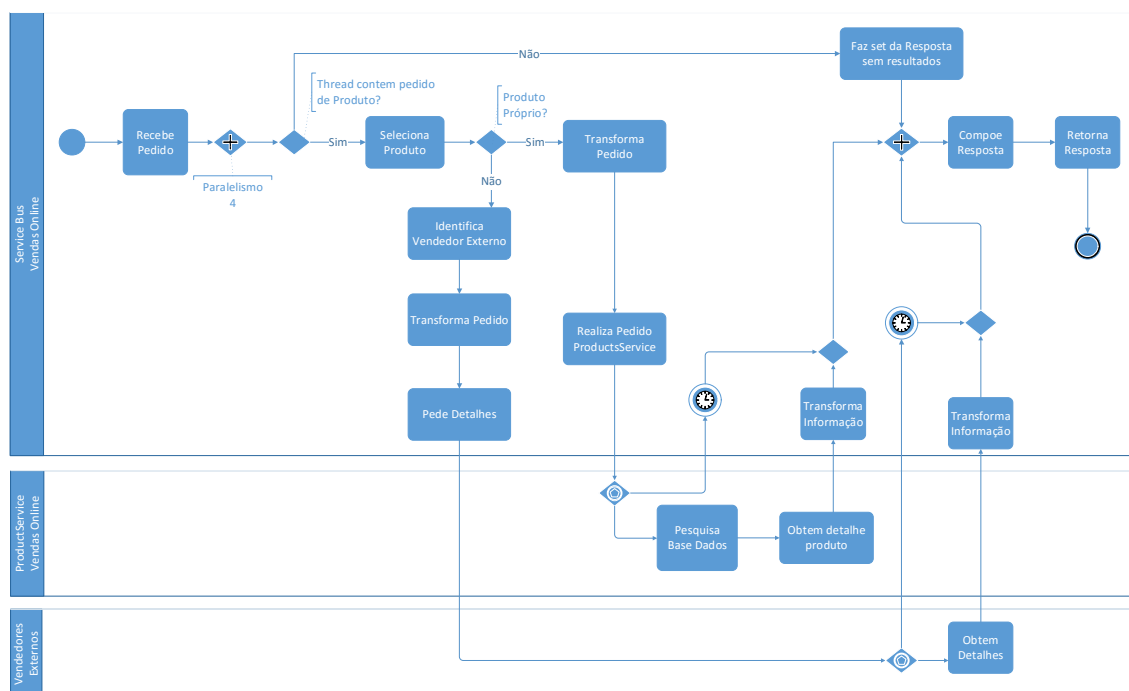 Service Bus
Vendas Online
Recebe
Pedido
Paralelismo
4
Não
Thread contem pedido
de Produto?
Sim
Seleciona
Produto
Produto
Próprio?
Sim
Não
Transforma
Pedido
Faz set da Resposta
sem resultados
Compoe
Resposta
Retorna
Resposta
Identifica
Vendedor Externo
Transforma Pedido
Pede Detalhes
Realiza Pedido
ProductsService
Transforma
Informação
Transforma
Informação
ProductService
Vendas Online
Pesquisa
Base Dados
Obtem detalhe
produto
Vendedores
Externos
Obtem
Detalhes